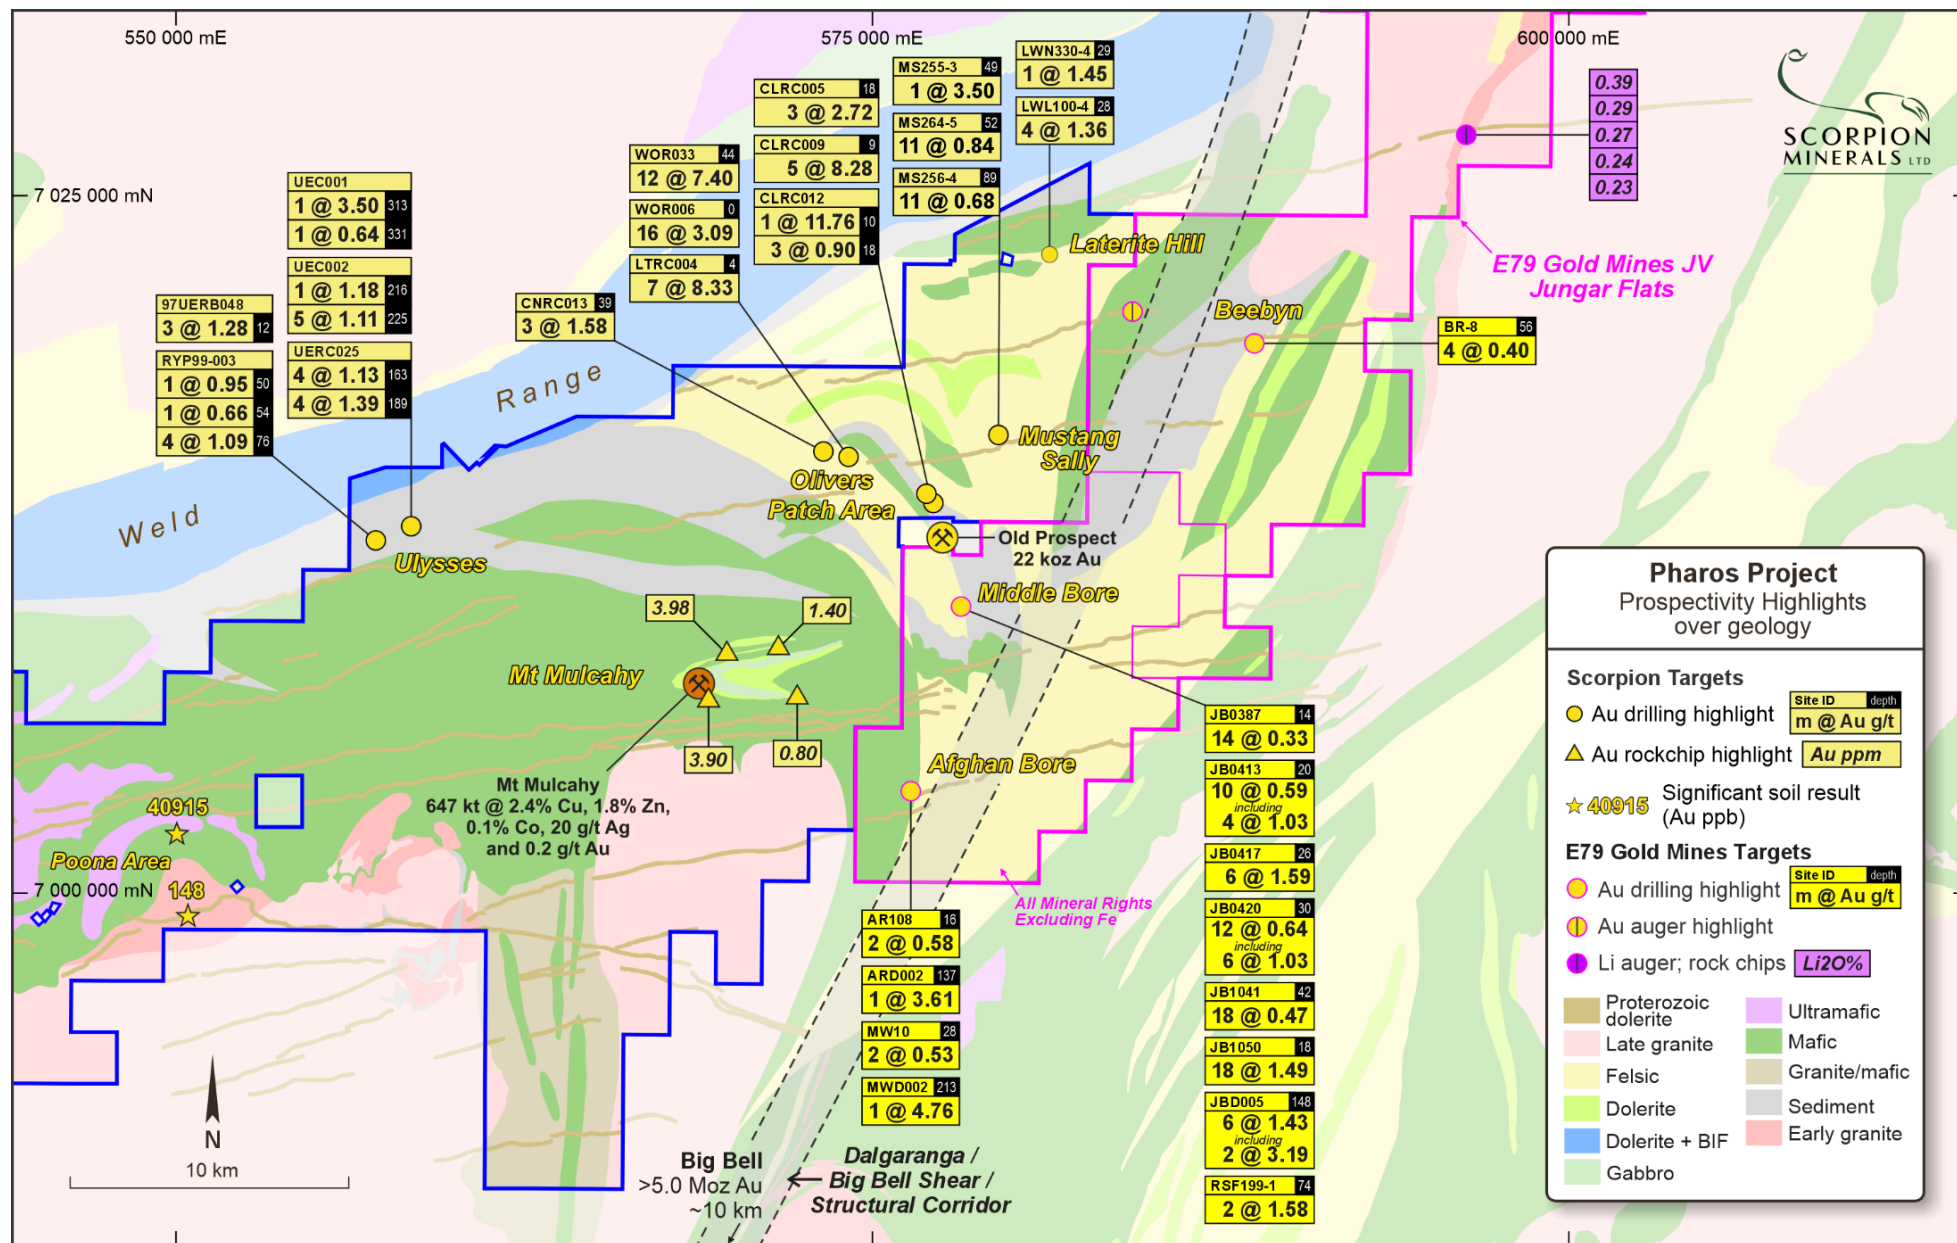 550 000 mE
575 000 mE
600 000 mE
7 025 000 mN
7 000 000 mN
SCORPION
MINERALS LTD
LWN330-4 29
1 @ 1.45
LWL100-4 28
4 @ 1.36
MS255-3 49
1 @ 3.50
MS264-5 52
11 @ 0.84
MS256-4 89
11 @ 0.68
CLRC005 18
3 @ 2.72
CLRC009 9
5 @ 8.28
CLRC012
1 @ 11.76 10
3 @ 0.90 18
WOR033 44
12 @ 7.40
WOR006 0
16 @ 3.09
LTRC004 4
7 @ 8.33
CNRC013 39
3 @ 1.58
UEC001
1 @ 3.50 313
1 @ 0.64 331
UEC002
1 @ 1.18 216
5 @ 1.11 225
UERC025
4 @ 1.13 163
4 @ 1.39 189
97UERB048
3 @ 1.28 12
RYP99-003
1 @ 0.95 50
1 @ 0.66 54
4 @ 1.09 76
0.39
0.29
0.27
0.24
0.23
E79 Gold Mines JV
Jungar Flats
Laterite Hill
Beebyn
BR-8 56
4 @ 0.40
Weld
Range
Mustang
Sally
Olivers
Patch Area
Ulysses
Old Prospect
22 koz Au
Middle Bore
3.98
1.40
3.90
0.80
Mt Mulcahy
Mt Mulcahy
647 kt @ 2.4% Cu, 1.8% Zn,
0.1% Co, 20 g/t Ag
and 0.2 g/t Au
Afghan Bore
40915
Poona Area
148
All Mineral Rights
Excluding Fe
AR108 16
2 @ 0.58
ARD002 137
1 @ 3.61
MW10 28
2 @ 0.53
MWD002 213
1 @ 4.76
JB0387 14
14 @ 0.33
JB0413 20
10 @ 0.59
including
4 @ 1.03
JB0417 26
6 @ 1.59
JB0420 30
12 @ 0.64
including
6 @ 1.03
JB1041 42
18 @ 0.47
JB1050 18
18 @ 1.49
JBD005 148
6 @ 1.43
including
2 @ 3.19
RSF199-1 74
2 @ 1.58
N
10 km
Big Bell
>5.0 Moz Au
~10 km
Dalgaranga /
Big Bell Shear /
Structural Corridor
Pharos Project
Prospectivity Highlights
over geology
Scorpion Targets
Au drilling highlight
Site ID depth
m @ Au g/t
Au rockchip highlight
Au ppm
40915
Significant soil result
(Au ppb)
E79 Gold Mines Targets
Au drilling highlight
Site ID depth
m @ Au g/t
Au auger highlight
Li auger; rock chips
Li2O%
Proterozoic
dolerite
Late granite
Felsic
Dolerite
Dolerite + BIF
Gabbro
Ultramafic
Mafic
Granite/mafic
Sediment
Early granite